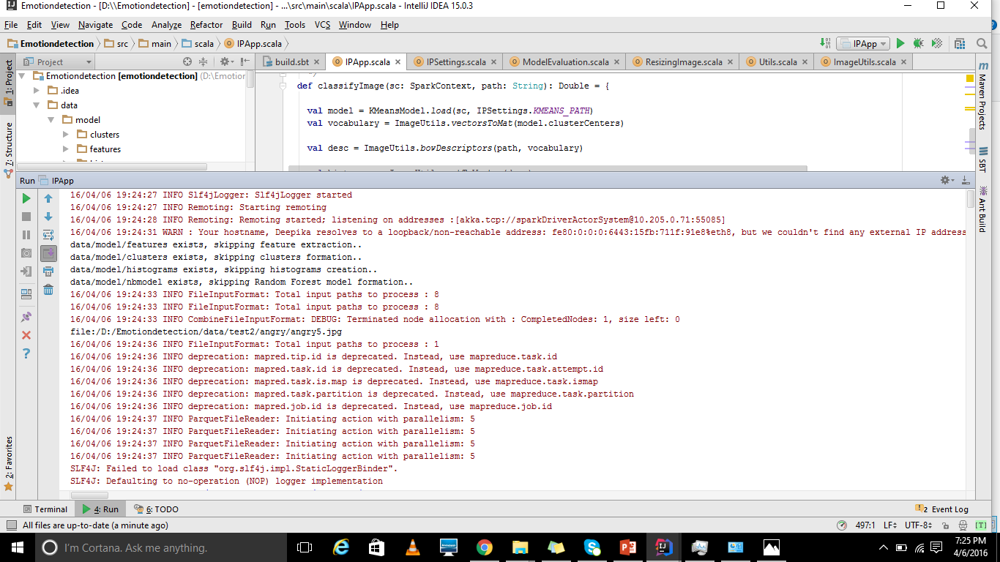 Emotiondetection - [D:\\Emotiondetection] - [emotiondetection] - ...\src\main\scala\IPApp.scala - IntelliJ IDEA 15.0.3
File Edit View Navigate Code Analyze Refactor Build Run Tools VCS Window Help
Emotiondetection src main scala IPApp.scala IPApp
Project build.sbt IPApp.scala IPSettings.scala ModelEvaluation.scala ResizingImage.scala Utils.scala ImageUtils.scala
1: Project
7: Structure
2: Favorites
Emotiondetection [emotiondetection] (D:\Emotion
.idea
data
model
clusters
features
*/
def classifyImage(sc: SparkContext, path: String): Double = {
val model = KMeansModel.load(sc, IPSettings.KMEANS_PATH)
val vocabulary = ImageUtils.vectorsToMat(model.clusterCenters)
val desc = ImageUtils.bowDescriptors(path, vocabulary)
Maven Projects
SBT
Ant Build
Run IPApp
16/04/06 19:24:27 INFO Slf4jLogger: Slf4jLogger started
16/04/06 19:24:27 INFO Remoting: Starting remoting
16/04/06 19:24:28 INFO Remoting: Remoting started; listening on addresses :[akka.tcp://sparkDriverActorSystem@10.205.0.71:55085]
16/04/06 19:24:31 WARN : Your hostname, Deepika resolves to a loopback/non-reachable address: fe80:0:0:0:6443:15fb:711f:91e8%eth8, but we couldn't find any external IP address
data/model/features exists, skipping feature extraction..
data/model/clusters exists, skipping clusters formation..
data/model/histograms exists, skipping histograms creation..
data/model/nbmodel exists, skipping Random Forest model formation..
16/04/06 19:24:33 INFO FileInputFormat: Total input paths to process : 8
16/04/06 19:24:33 INFO FileInputFormat: Total input paths to process : 8
16/04/06 19:24:33 INFO CombineFileInputFormat: DEBUG: Terminated node allocation with : CompletedNodes: 1, size left: 0
file:/D:/Emotiondetection/data/test2/angry/angry5.jpg
16/04/06 19:24:36 INFO FileInputFormat: Total input paths to process : 1
16/04/06 19:24:36 INFO deprecation: mapred.tip.id is deprecated. Instead, use mapreduce.task.id
16/04/06 19:24:36 INFO deprecation: mapred.task.id is deprecated. Instead, use mapreduce.task.attempt.id
16/04/06 19:24:36 INFO deprecation: mapred.task.is.map is deprecated. Instead, use mapreduce.task.ismap
16/04/06 19:24:36 INFO deprecation: mapred.task.partition is deprecated. Instead, use mapreduce.task.partition
16/04/06 19:24:36 INFO deprecation: mapred.job.id is deprecated. Instead, use mapreduce.job.id
16/04/06 19:24:37 INFO ParquetFileReader: Initiating action with parallelism: 5
16/04/06 19:24:37 INFO ParquetFileReader: Initiating action with parallelism: 5
16/04/06 19:24:37 INFO ParquetFileReader: Initiating action with parallelism: 5
16/04/06 19:24:37 INFO ParquetFileReader: Initiating action with parallelism: 5
SLF4J: Failed to load class "org.slf4j.impl.StaticLoggerBinder".
SLF4J: Defaulting to no-operation (NOP) logger implementation
Terminal 4: Run 6: TODO 2 Event Log
All files are up-to-date (a minute ago) 497:1 LF UTF-8 [T]
I'm Cortana. Ask me anything. 7:25 PM
4/6/2016